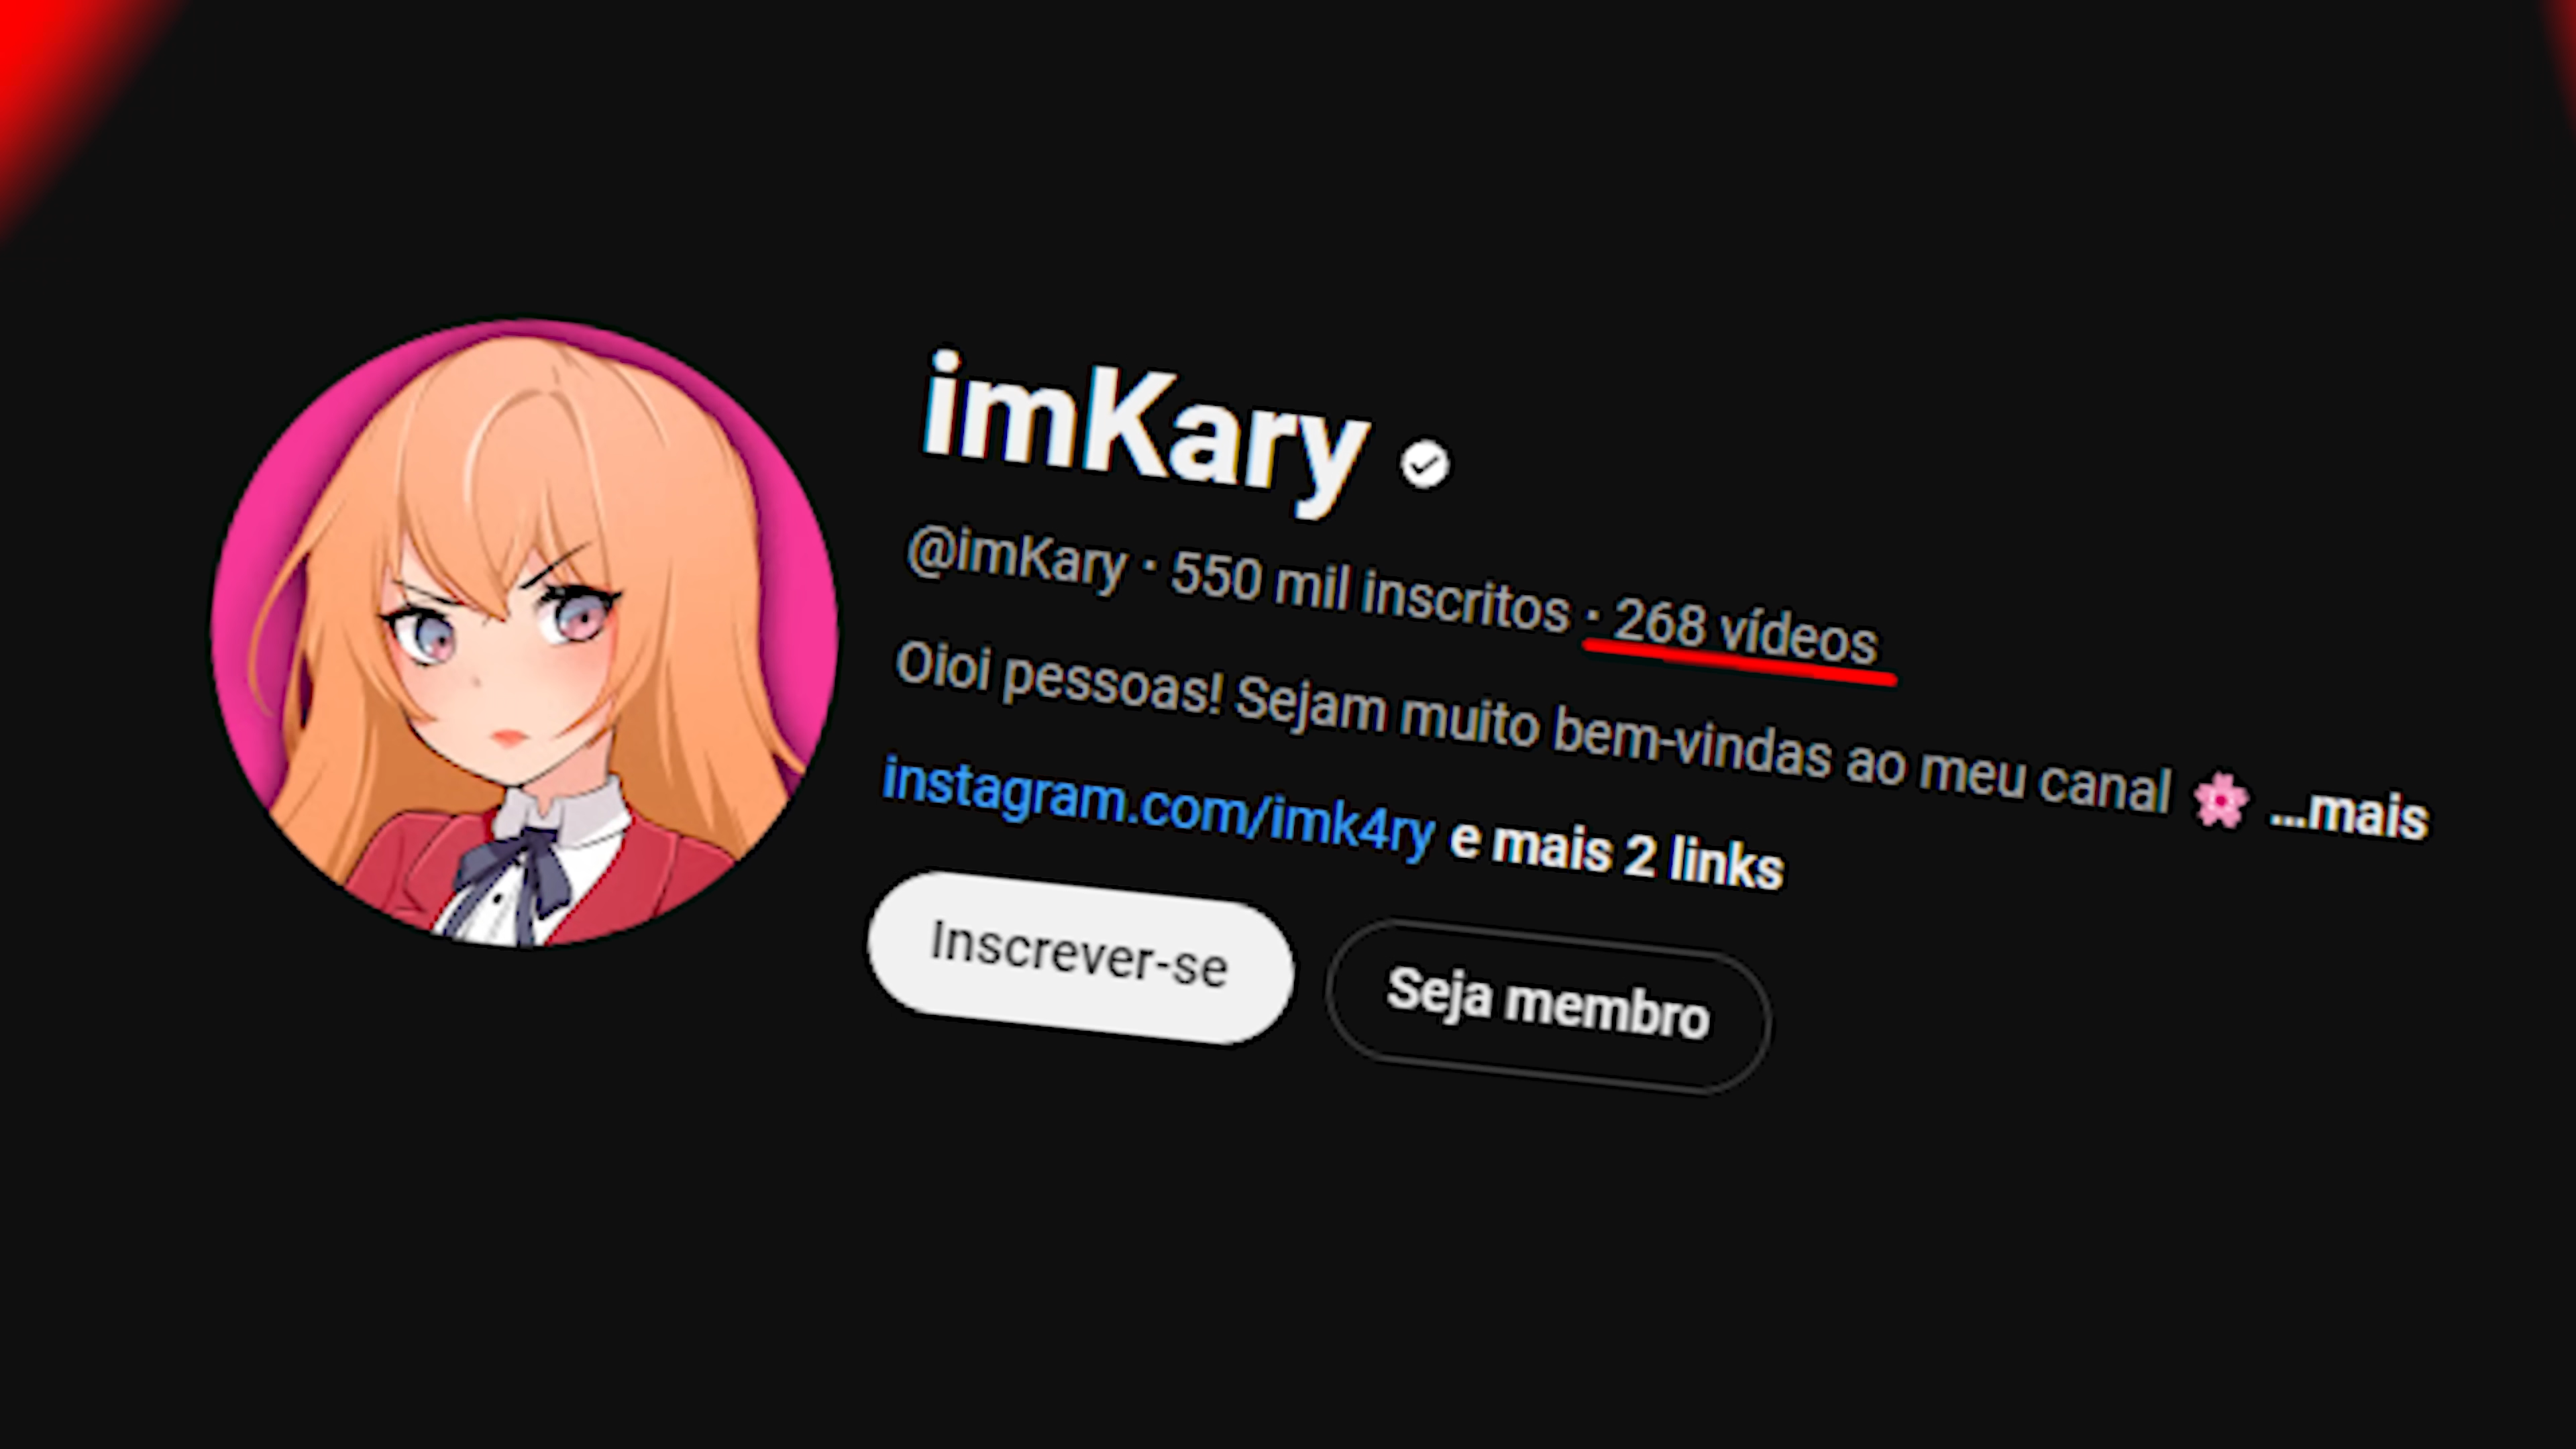 imKary
@imKary · 550 mil inscritos · 268 vídeos
Oioi pessoas! Sejam muito bem-vindas ao meu canal 🌸 ...mais
instagram.com/imk4ry e mais 2 links
Inscrever-se
Seja membro